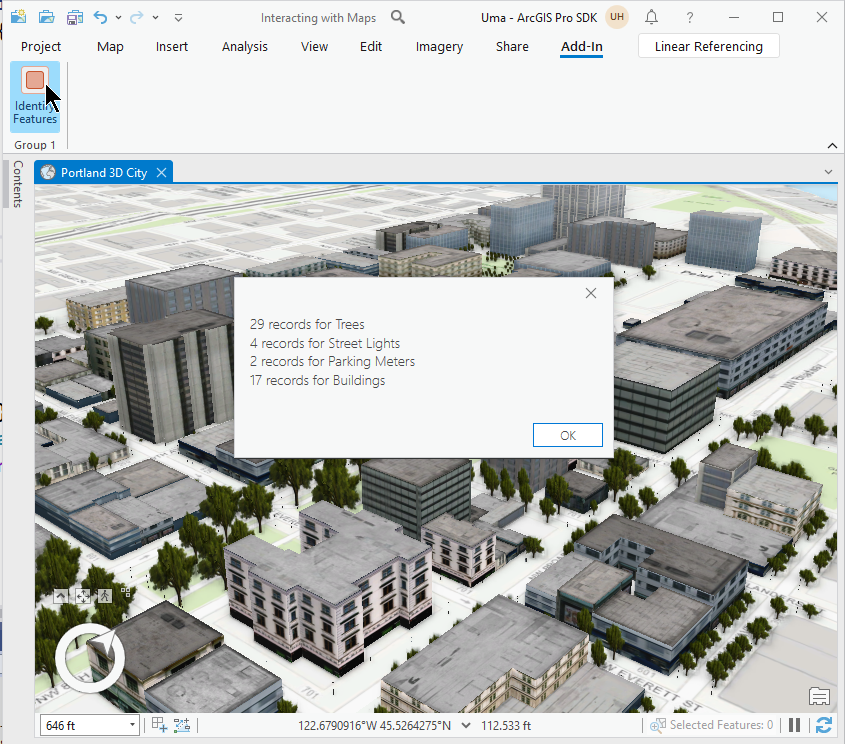 Interacting with Maps
Uma - ArcGIS Pro SDK
UH
?
Project
Map
Insert
Analysis
View
Edit
Imagery
Share
Add-In
Linear Referencing
Identify
Features
Group 1
Contents
Portland 3D City
29 records for Trees
4 records for Street Lights
2 records for Parking Meters
17 records for Buildings
OK
701
W EVERETT ST
646 ft
122.6790916°W 45.5264275°N
112.533 ft
Selected Features: 0